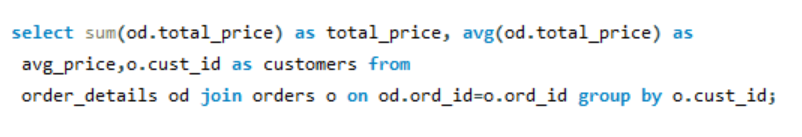 select sum(od.total_price) as total_price, avg(od.total_price) as
avg_price,o.cust_id as customers from
order_details od join orders o on od.ord_id=o.ord_id group by o.cust_id;